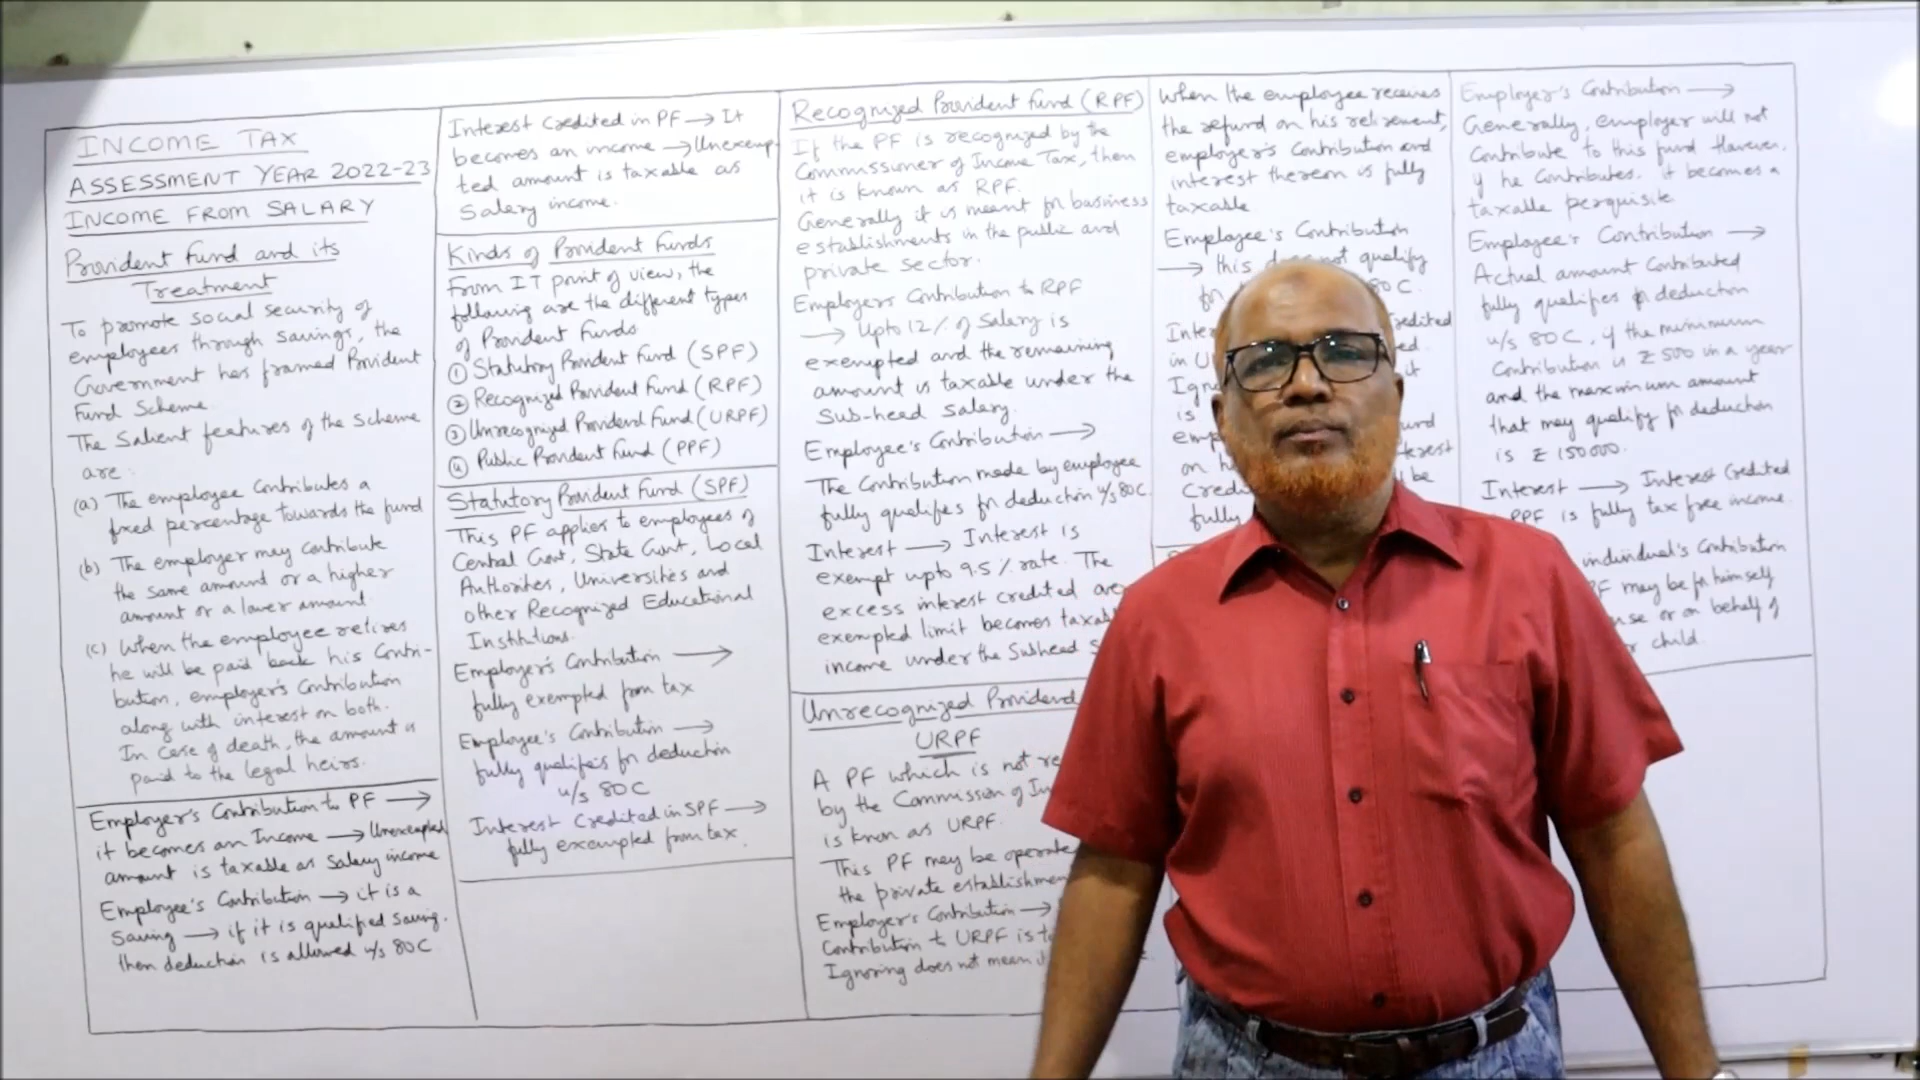 INCOME TAX
ASSESSMENT YEAR 2022-23
INCOME FROM SALARY
Provident Fund and its
Treatment
To promote social security of
employees through savings, the
Government has framed Provident
Fund Scheme
The Salient features of the Scheme
are:
(a) The employee contributes a
fixed percentage towards the fund
(b) The employer may contribute
the same amount or a higher
amount or a lower amount.
(c) When the employee retires
he will be paid back his Contri-
bution, employer's Contribution
along with interest on both.
In case of death, the amount is
paid to the legal heirs.
Employer's Contribution to PF →
it becomes an Income → Unexempted
amount is taxable as Salary income
Employee's Contribution → it is a
Saving → if it is qualified saving.
then deduction is allowed u/s 80C
Interest Credited in PF → It
becomes an income → Unexemp-
ted amount is taxable as
Salary income.
Kinds of Provident Funds
From IT point of view, the
following are the different types
of Provident Funds
① Statutory Provident Fund (SPF)
② Recognized Provident Fund (RPF)
③ Unrecognized Provident Fund (URPF)
④ Public Provident Fund (PPF)
Statutory Provident Fund (SPF)
This PF applies to employees of
Central Govt, State Govt, Local
Authorities, Universities and
other Recognized Educational
Institutions.
Employer's Contribution →
fully exempted from tax
Employee's Contribution →
fully qualifies for deduction
u/s 80C
Interest Credited in SPF →
fully exempted from tax.
Recognized Provident Fund (RPF)
If the PF is recognized by the
Commissioner of Income Tax, then
it is known as RPF.
Generally it is meant for business
establishments in the public and
private sector.
Employers Contribution to RPF
→ Upto 12% of Salary is
exempted and the remaining
amount is taxable under the
Sub-head Salary.
Employee's Contribution →
The Contribution made by employee
fully qualifies for deduction u/s 80C.
Interest → Interest is
exempt upto 9.5% rate. The
excess interest credited over
exempted limit becomes
income under the Subhead
Unrecognized Provident
URPF
A PF which is not
by the Commission of
is known as URPF.
This PF may be
the private
Employer's Contribution →
Contribution to URPF is
Ignoring does not mean
When the employee receives
the refund on his retirement,
employer's Contribution and
interest thereon is fully
taxable
Employee's Contribution
→ this does not qualify
for 80C.
credited
in
is
on
fully
Employer's Contribution →
Generally, employer will not
Contribute to this fund However,
if he Contributes. it becomes a
taxable perquisite
Employee's Contribution →
Actual amount Contributed
fully qualifies for deduction
u/s 80C, if the minimum
Contribution is ₹ 500 in a year
and the maximum amount
that may qualify for deduction
is ₹ 150000.
Interest → Interest Credited
PPF is fully tax free income.
individual's Contribution
may be for himself
or on behalf of
child.